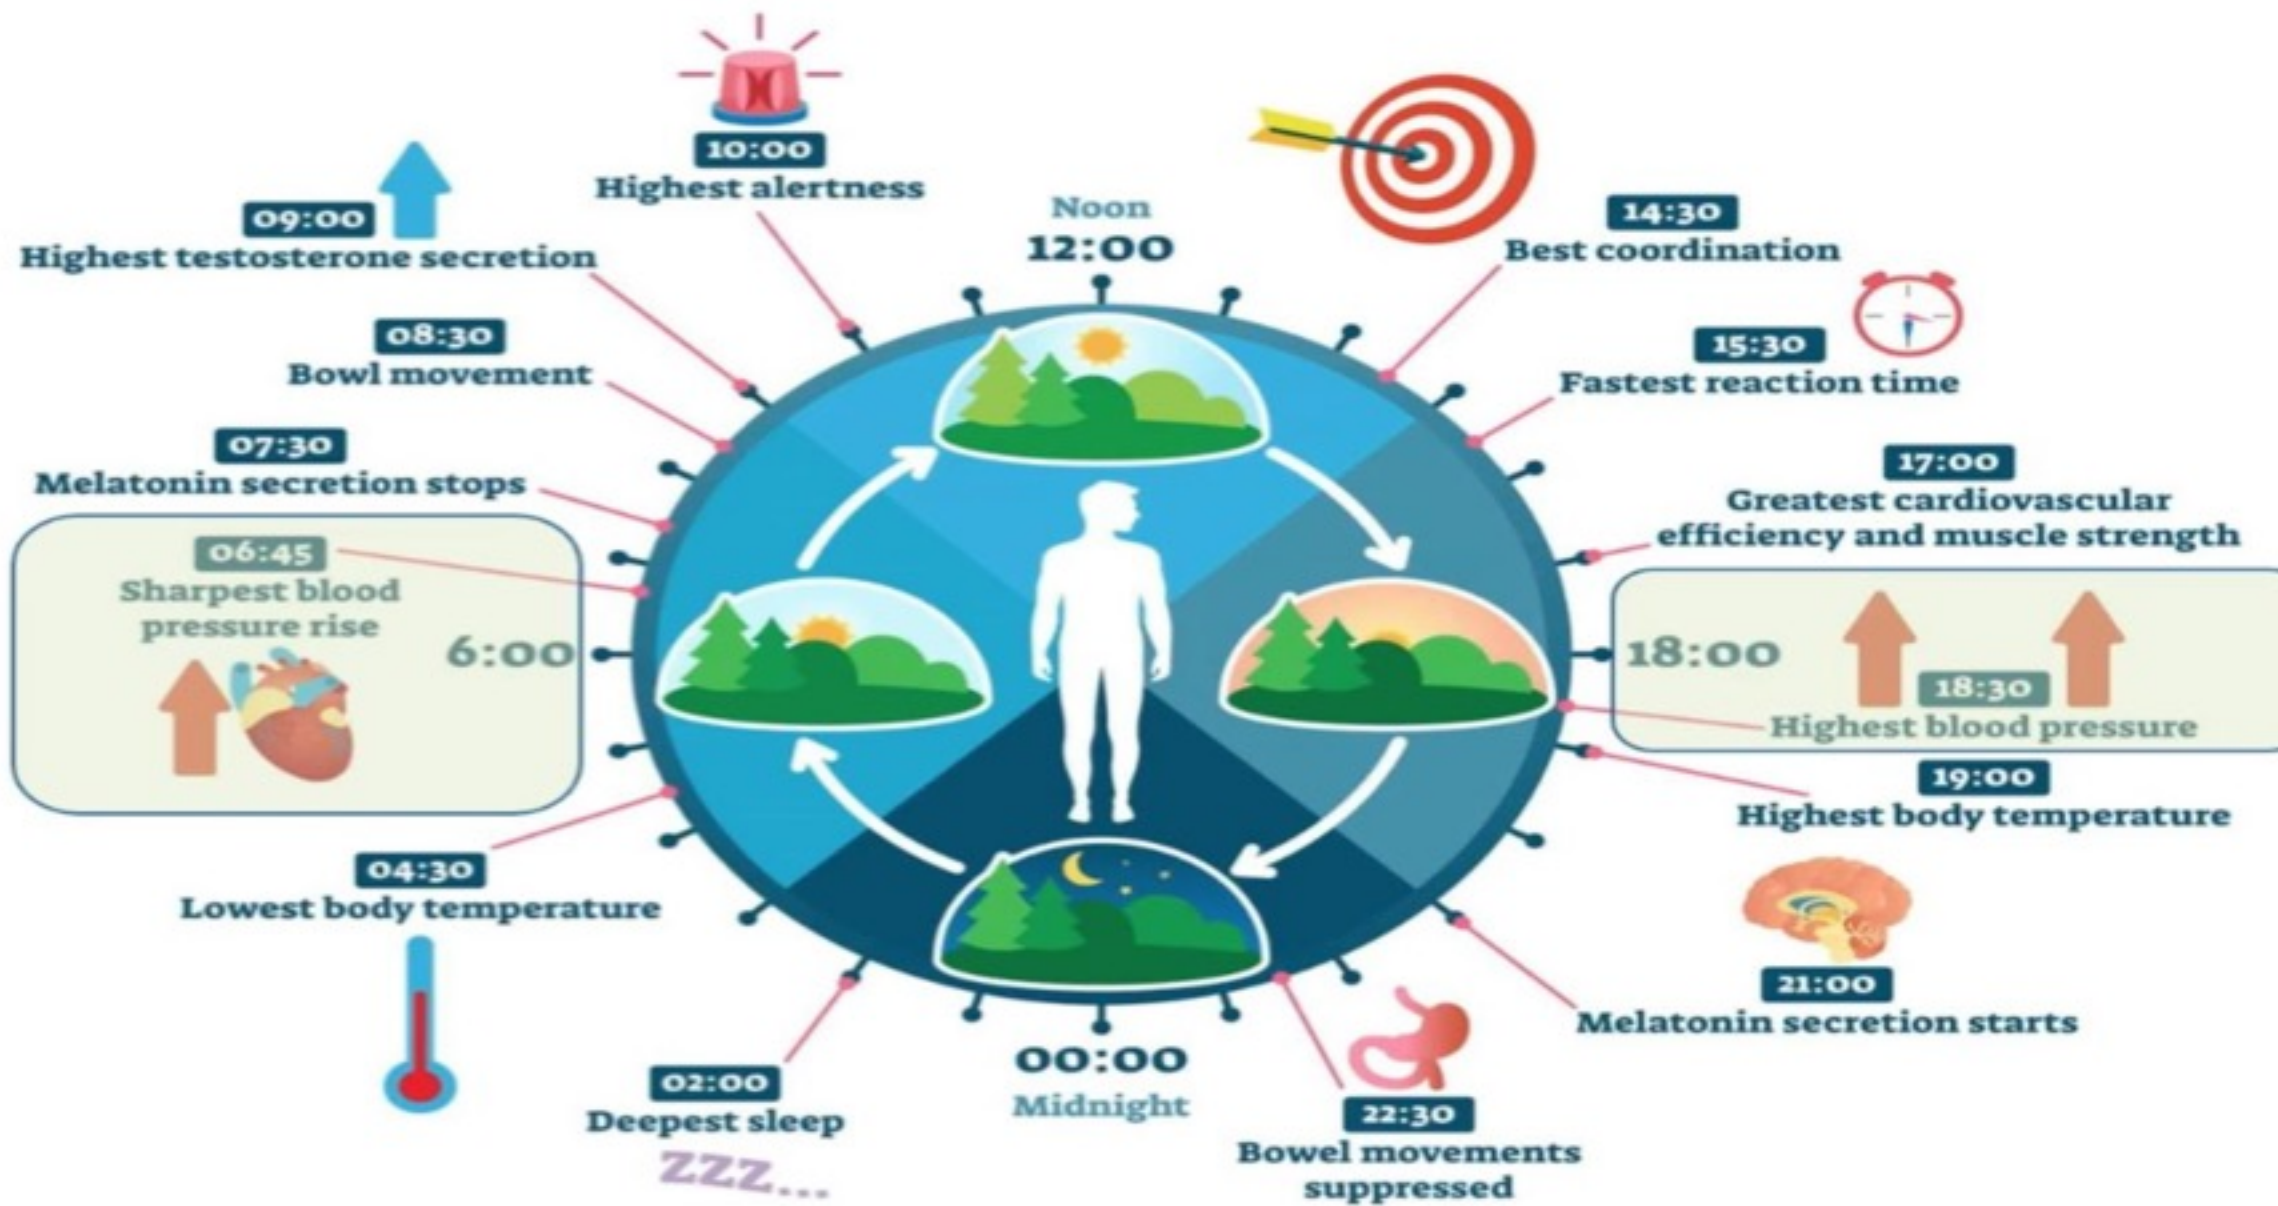 10:00
Highest alertness
09:00
Highest testosterone secretion
Noon
12:00
14:30
Best coordination
08:30
Bowl movement
15:30
Fastest reaction time
07:30
Melatonin secretion stops
17:00
Greatest cardiovascular
efficiency and muscle strength
06:45
Sharpest blood
pressure rise
6:00
18:00
18:30
Highest blood pressure
19:00
Highest body temperature
04:30
Lowest body temperature
21:00
Melatonin secretion starts
02:00
Deepest sleep
zzz...
00:00
Midnight
22:30
Bowel movements
suppressed